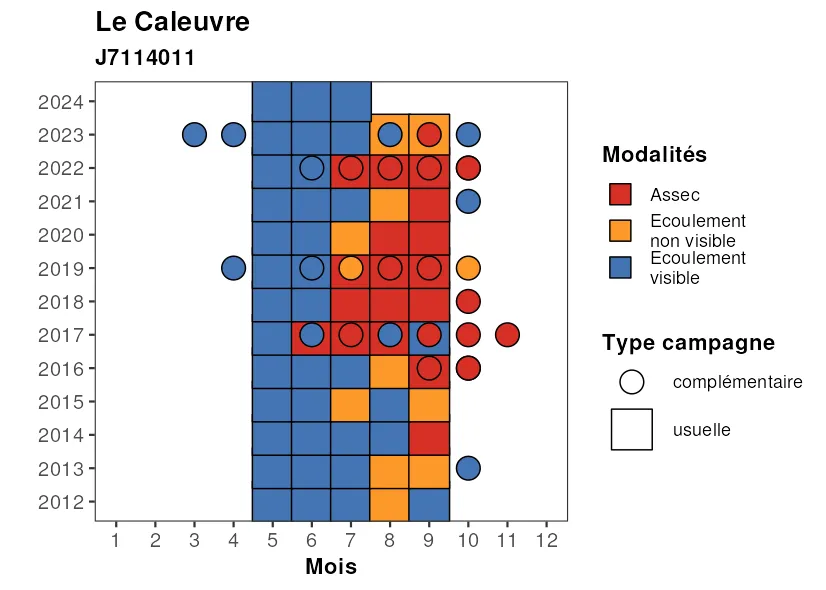 Le Caleuvre
J7114011
2024
2023
2022
2021
2020
2019
2018
2017
2016
2015
2014
2013
2012
1 2 3 4 5 6 7 8 9 10 11 12
Mois
Modalités
Assec
Ecoulement
non visible
Ecoulement
visible
Type campagne
complémentaire
usuelle